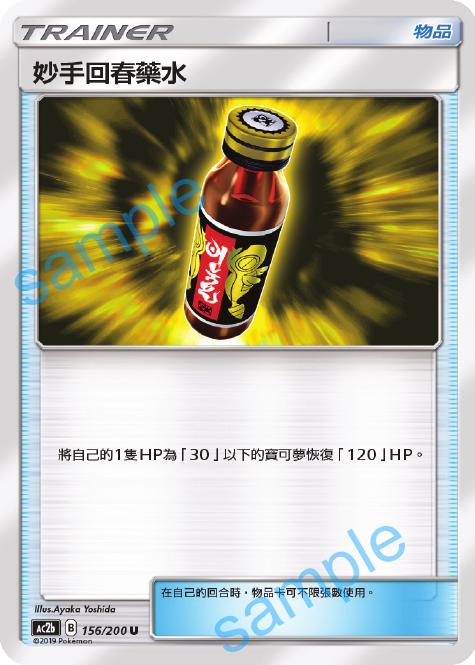 TRAINER 物品
妙手回春藥水
sample
將自己的1隻HP為「30」以下的寶可夢恢復「120」HP。
sample
在自己的回合時，物品卡可不限張數使用。
Illus.Ayaka Yoshida
AC2b B 156/200 U
©2019 Pokémon